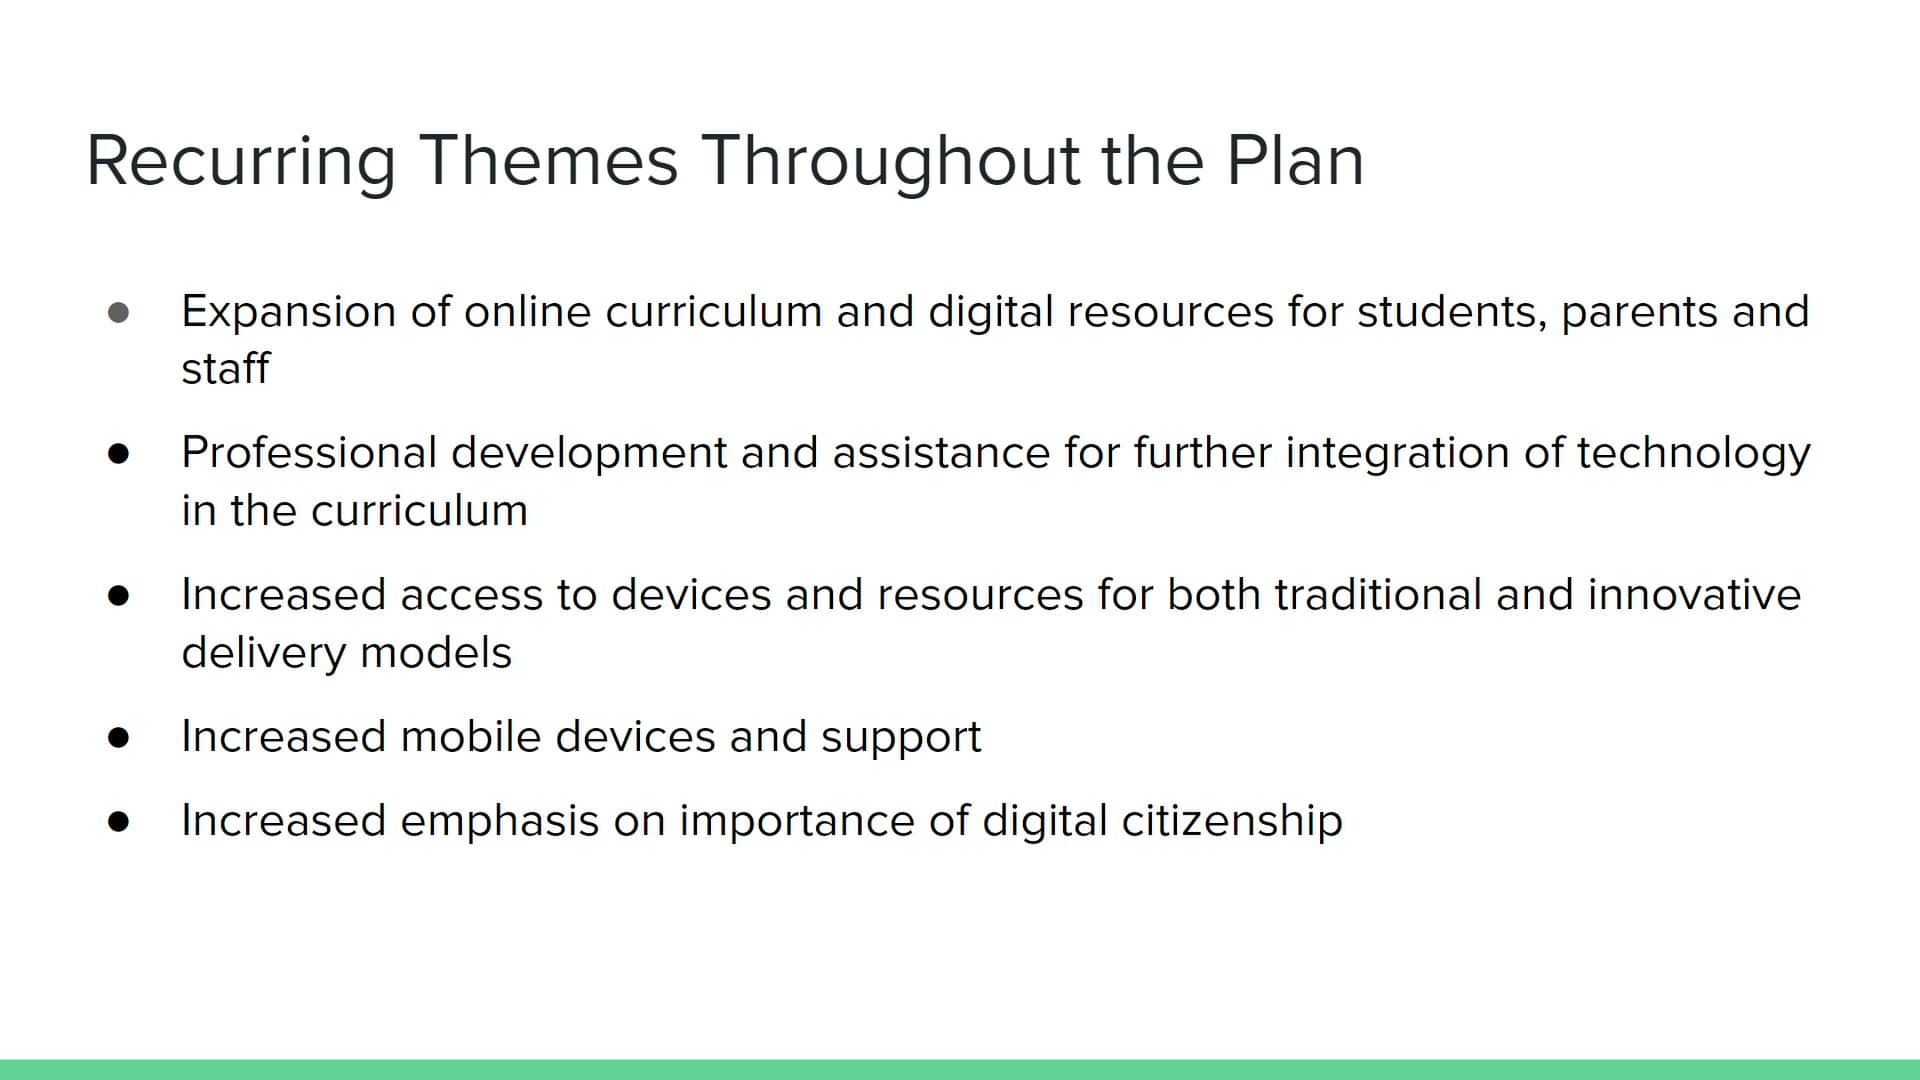 Recurring Themes Throughout the Plan
● Expansion of online curriculum and digital resources for students, parents and
staff
● Professional development and assistance for further integration of technology
in the curriculum
● Increased access to devices and resources for both traditional and innovative
delivery models
● Increased mobile devices and support
● Increased emphasis on importance of digital citizenship